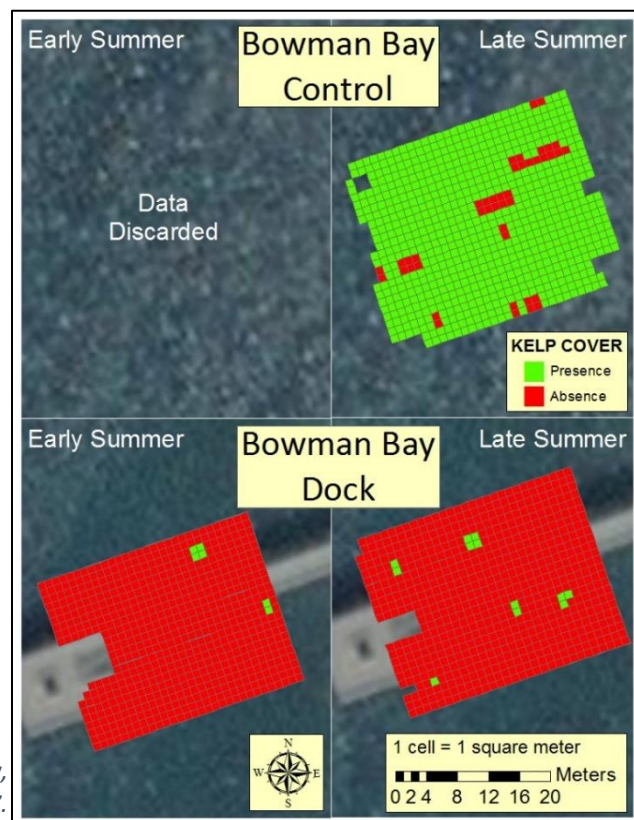 Early Summer
Bowman Bay
Control
Late Summer
Data
Discarded
KELP COVER
Presence
Absence
Early Summer
Bowman Bay
Dock
Late Summer
N
W E
S
1 cell = 1 square meter
Meters
0 2 4 8 12 16 20